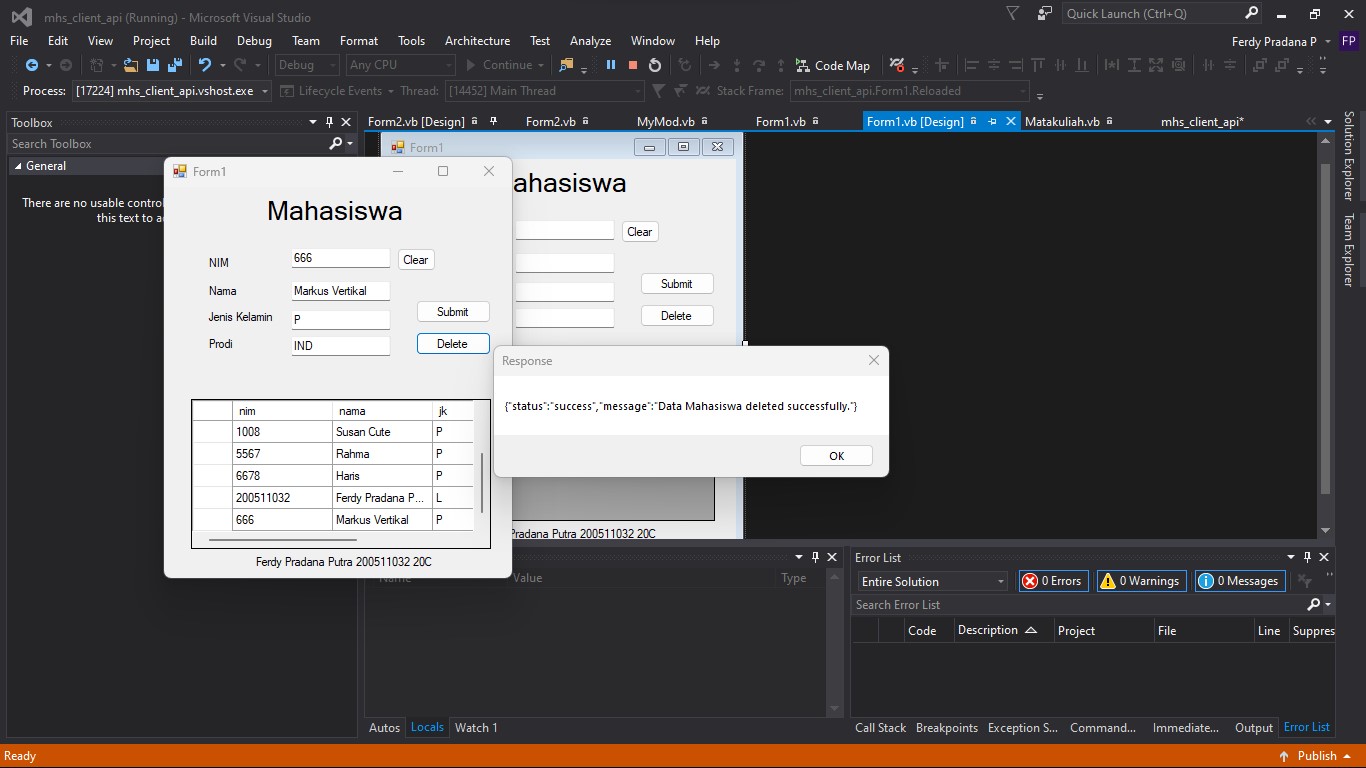 mhs_client_api (Running) - Microsoft Visual Studio
Quick Launch (Ctrl+Q)
File Edit View Project Build Debug Team Format Tools Architecture Test Analyze Window Help
Ferdy Pradana P FP
Debug Any CPU Continue Code Map
Process: [17224] mhs_client_api.vshost.exe Lifecycle Events Thread: [14452] Main Thread Stack Frame: mhs_client_api.Form1.Reloaded
Toolbox
Form2.vb [Design] Form2.vb MyMod.vb Form1.vb Form1.vb [Design] Matakuliah.vb mhs_client_api*
Search Toolbox
General
There are no usable control
this text to a
Solution Explorer
Team Explorer
Form1
ahasiswa
Clear
Submit
Delete
Pradana Putra 200511032 20C
Form1
Mahasiswa
NIM 666 Clear
Nama Markus Vertikal
Jenis Kelamin P Submit
Prodi IND Delete
nim nama jk
1008 Susan Cute P
5567 Rahma P
6678 Haris P
200511032 Ferdy Pradana P... L
666 Markus Vertikal P
Ferdy Pradana Putra 200511032 20C
Response
{"status":"success","message":"Data Mahasiswa deleted successfully."}
OK
Name Value Type
Autos Locals Watch 1
Error List
Entire Solution 0 Errors 0 Warnings 0 Messages
Search Error List
Code Description Project File Line Suppres
Call Stack Breakpoints Exception S... Command... Immediate... Output Error List
Ready
Publish